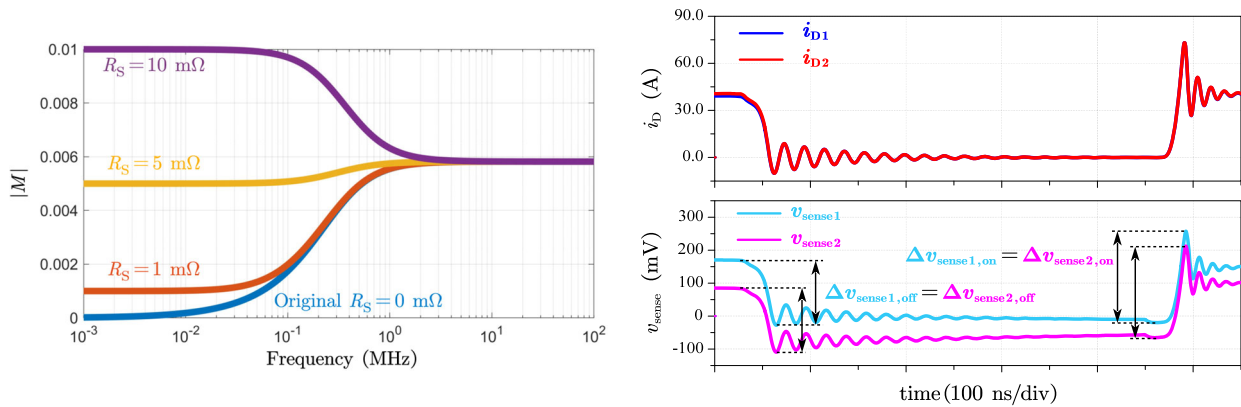 0.01
0.008
0.006
0.004
0.002
0
|M|
R_S = 10 mΩ
R_S = 5 mΩ
R_S = 1 mΩ
Original R_S = 0 mΩ
10^-3 10^-2 10^-1 10^0 10^1 10^2
Frequency (MHz)
90.0
60.0
30.0
0.0
i_D (A)
i_D1
i_D2
300
200
100
0
-100
v_sense (mV)
v_sense1
v_sense2
Δv_sense1,on = Δv_sense2,on
Δv_sense1,off = Δv_sense2,off
time (100 ns/div)